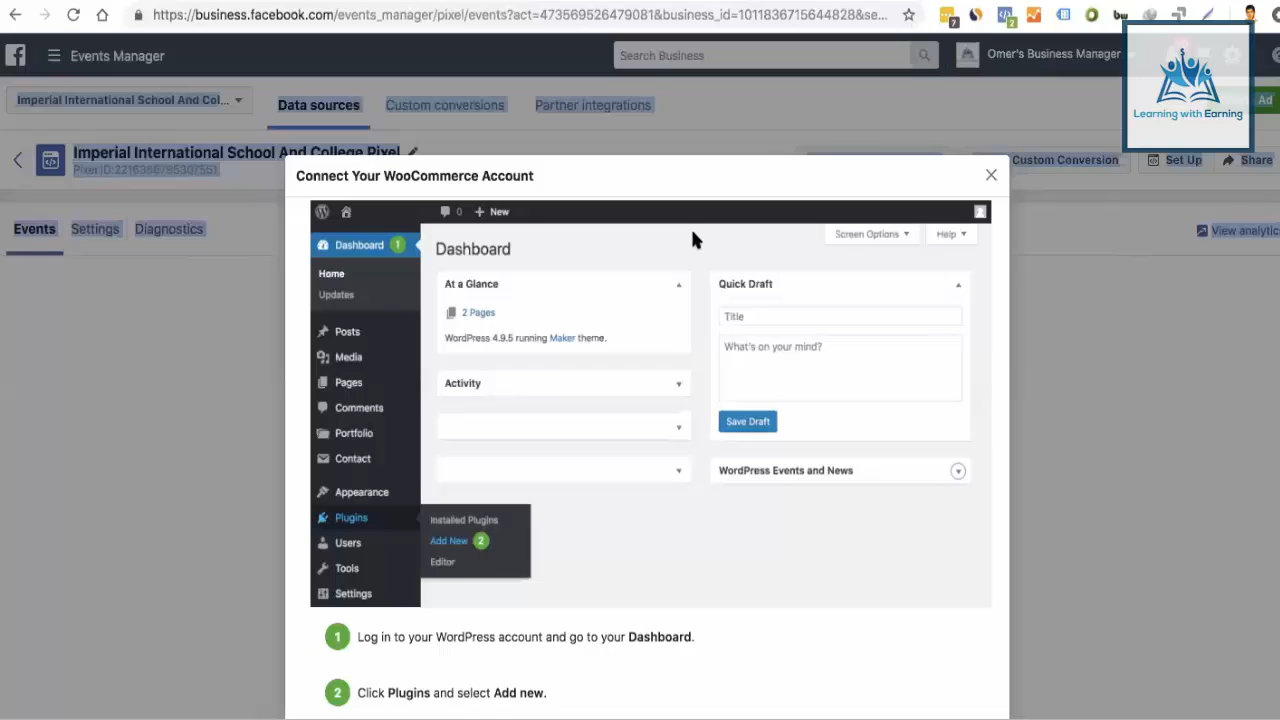 https://business.facebook.com/events_manager/pixel/events?act=473569526479081&business_id=1011836715644828&se...
Events Manager
Search Business
Omer's Business Manager
Imperial International School And Col...
Data sources
Custom conversions
Partner integrations
Ad
Learning with Earning
Imperial International School And College Pixel
Custom Conversion
Set Up
Share
Events
Settings
Diagnostics
View analytic
Connect Your WooCommerce Account
0
New
Dashboard 1
Home
Updates
Posts
Media
Pages
Comments
Portfolio
Contact
Appearance
Plugins
Users
Tools
Settings
Installed Plugins
Add New 2
Editor
Dashboard
Screen Options
Help
At a Glance
2 Pages
WordPress 4.9.5 running Maker theme.
Activity
Quick Draft
Title
What's on your mind?
Save Draft
WordPress Events and News
1 Log in to your WordPress account and go to your Dashboard.
2 Click Plugins and select Add new.